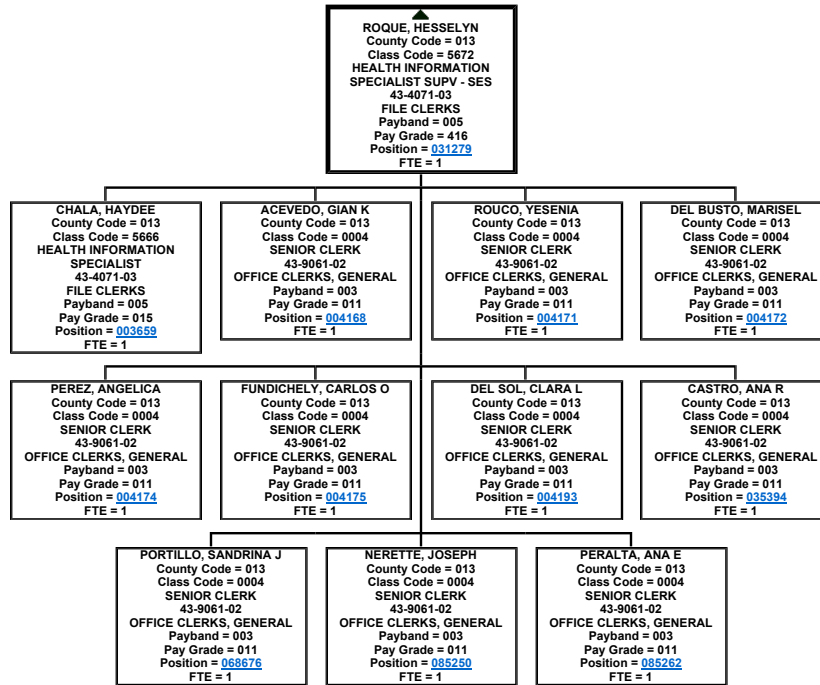 ROQUE, HESSELYN
County Code = 013
Class Code = 5672
HEALTH INFORMATION
SPECIALIST SUPV - SES
43-4071-03
FILE CLERKS
Payband = 005
Pay Grade = 416
Position = 031279
FTE = 1
CHALA, HAYDEE
County Code = 013
Class Code = 5666
HEALTH INFORMATION
SPECIALIST
43-4071-03
FILE CLERKS
Payband = 005
Pay Grade = 015
Position = 003659
FTE = 1
ACEVEDO, GIAN K
County Code = 013
Class Code = 0004
SENIOR CLERK
43-9061-02
OFFICE CLERKS, GENERAL
Payband = 003
Pay Grade = 011
Position = 004168
FTE = 1
ROUCO, YESENIA
County Code = 013
Class Code = 0004
SENIOR CLERK
43-9061-02
OFFICE CLERKS, GENERAL
Payband = 003
Pay Grade = 011
Position = 004171
FTE = 1
DEL BUSTO, MARISEL
County Code = 013
Class Code = 0004
SENIOR CLERK
43-9061-02
OFFICE CLERKS, GENERAL
Payband = 003
Pay Grade = 011
Position = 004172
FTE = 1
PEREZ, ANGELICA
County Code = 013
Class Code = 0004
SENIOR CLERK
43-9061-02
OFFICE CLERKS, GENERAL
Payband = 003
Pay Grade = 011
Position = 004174
FTE = 1
FUNDICHELY, CARLOS O
County Code = 013
Class Code = 0004
SENIOR CLERK
43-9061-02
OFFICE CLERKS, GENERAL
Payband = 003
Pay Grade = 011
Position = 004175
FTE = 1
DEL SOL, CLARA L
County Code = 013
Class Code = 0004
SENIOR CLERK
43-9061-02
OFFICE CLERKS, GENERAL
Payband = 003
Pay Grade = 011
Position = 004193
FTE = 1
CASTRO, ANA R
County Code = 013
Class Code = 0004
SENIOR CLERK
43-9061-02
OFFICE CLERKS, GENERAL
Payband = 003
Pay Grade = 011
Position = 035394
FTE = 1
PORTILLO, SANDRINA J
County Code = 013
Class Code = 0004
SENIOR CLERK
43-9061-02
OFFICE CLERKS, GENERAL
Payband = 003
Pay Grade = 011
Position = 068676
FTE = 1
NERETTE, JOSEPH
County Code = 013
Class Code = 0004
SENIOR CLERK
43-9061-02
OFFICE CLERKS, GENERAL
Payband = 003
Pay Grade = 011
Position = 085250
FTE = 1
PERALTA, ANA E
County Code = 013
Class Code = 0004
SENIOR CLERK
43-9061-02
OFFICE CLERKS, GENERAL
Payband = 003
Pay Grade = 011
Position = 085262
FTE = 1